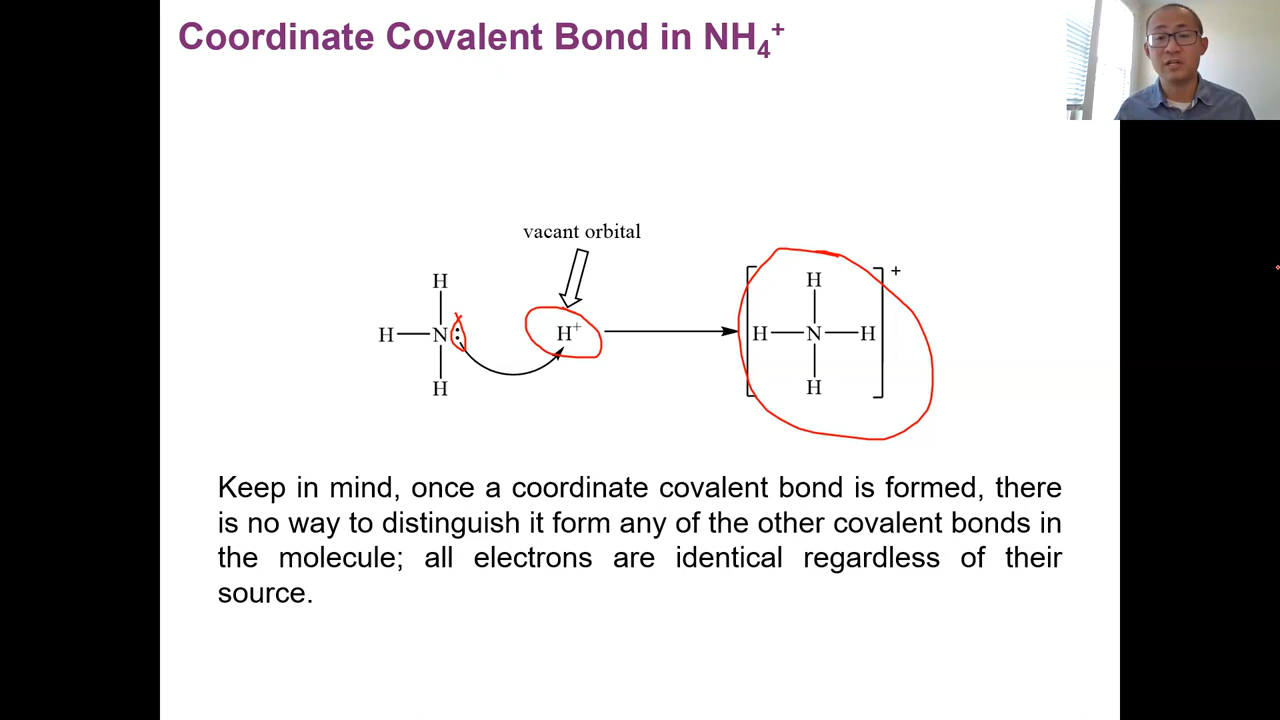 Coordinate Covalent Bond in NH₄⁺
vacant orbital
H
H
H—N:
H⁺
H—N—H
+
H
H
Keep in mind, once a coordinate covalent bond is formed, there
is no way to distinguish it form any of the other covalent bonds in
the molecule; all electrons are identical regardless of their
source.